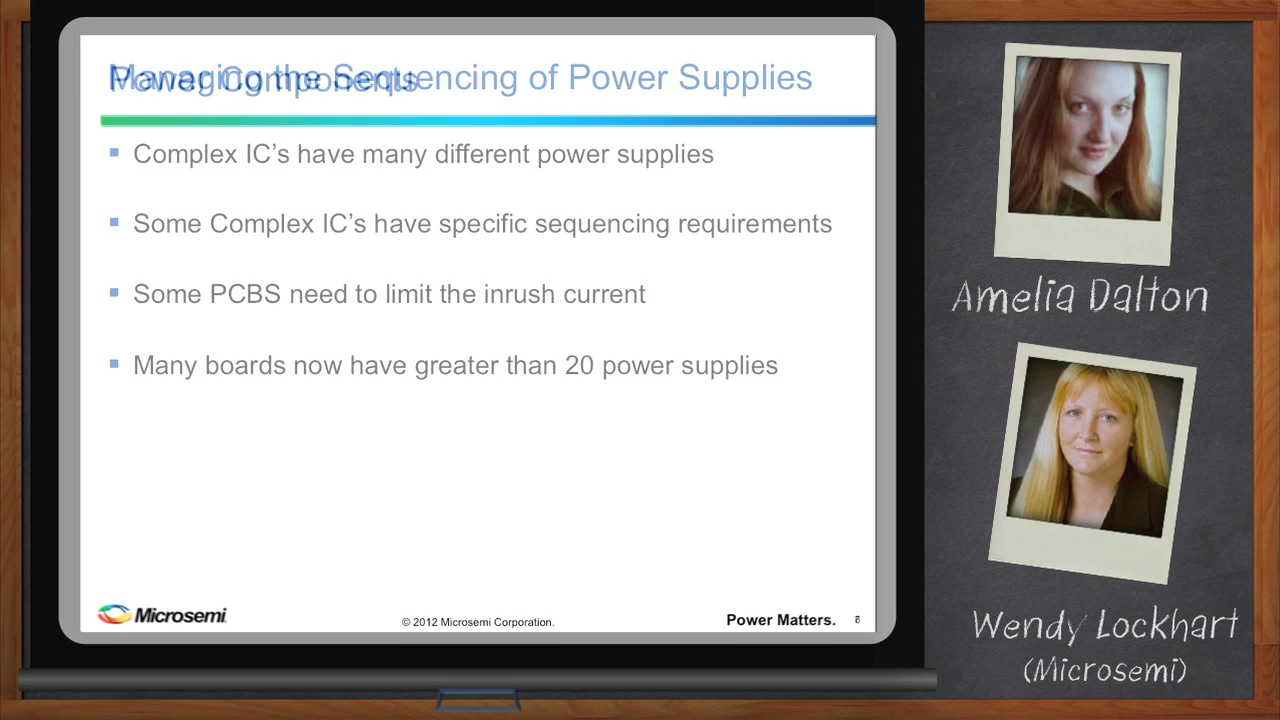 Managing the Sequencing of Power Supplies
Power Components
Complex IC’s have many different power supplies
Some Complex IC’s have specific sequencing requirements
Some PCBS need to limit the inrush current
Many boards now have greater than 20 power supplies
Microsemi
© 2012 Microsemi Corporation.
Power Matters.
Amelia Dalton
Wendy Lockhart
(Microsemi)